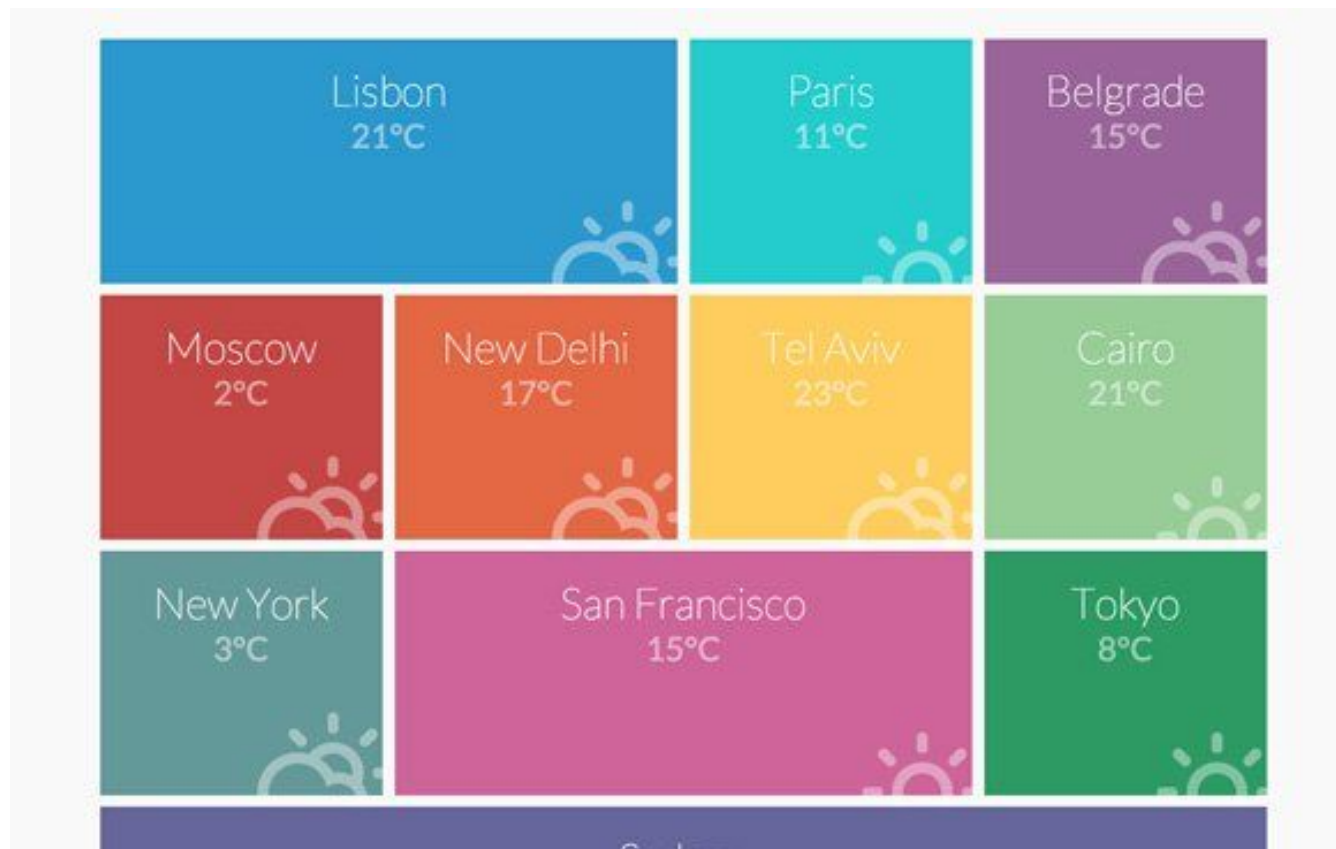 Lisbon
21°C
Paris
11°C
Belgrade
15°C
Moscow
2°C
New Delhi
17°C
Tel Aviv
23°C
Cairo
21°C
New York
3°C
San Francisco
15°C
Tokyo
8°C